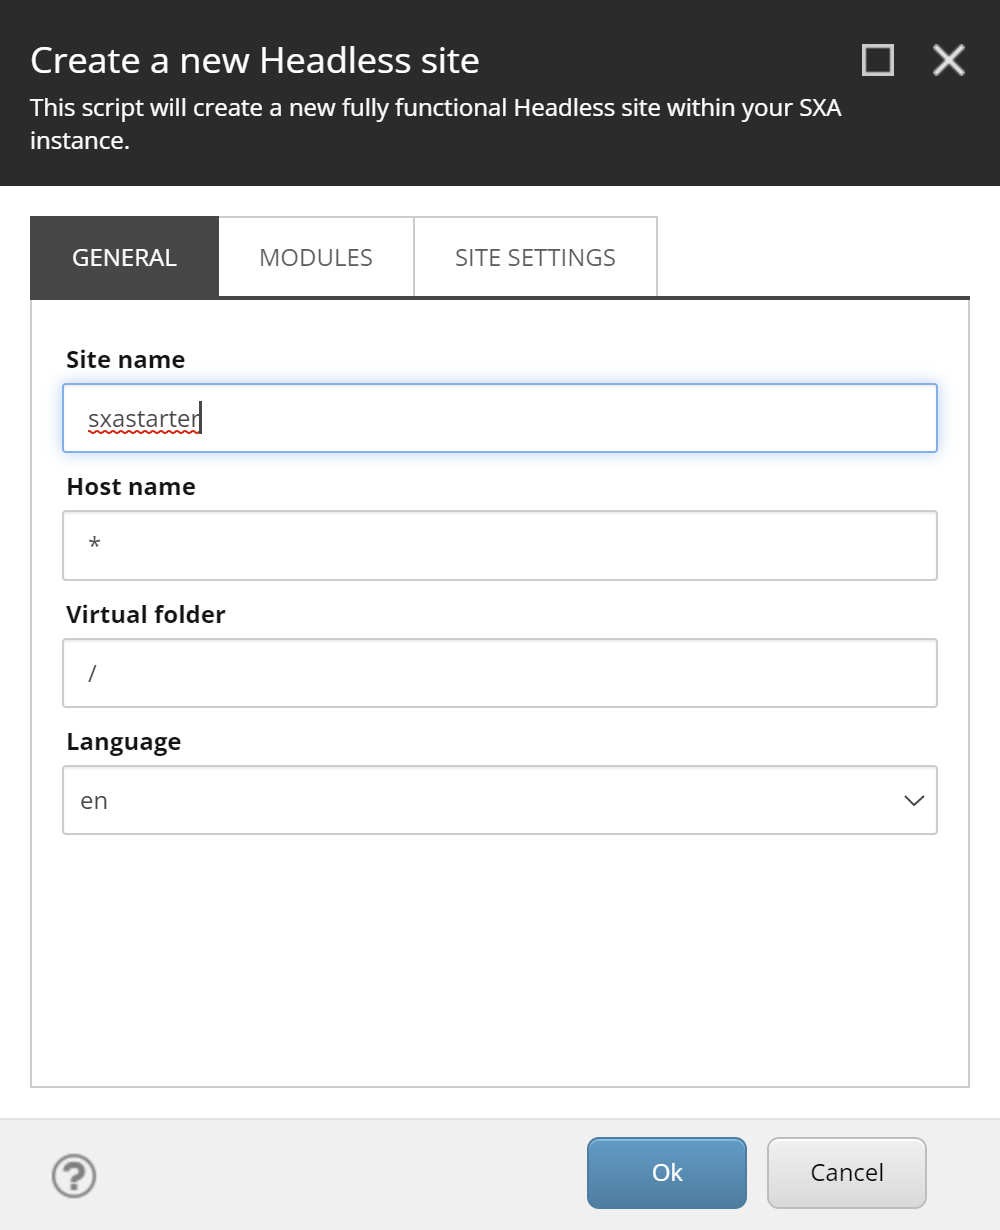 Create a new Headless site
This script will create a new fully functional Headless site within your SXA
instance.
GENERAL
MODULES
SITE SETTINGS
Site name
sxastarter
Host name
*
Virtual folder
/
Language
en
?
Ok
Cancel